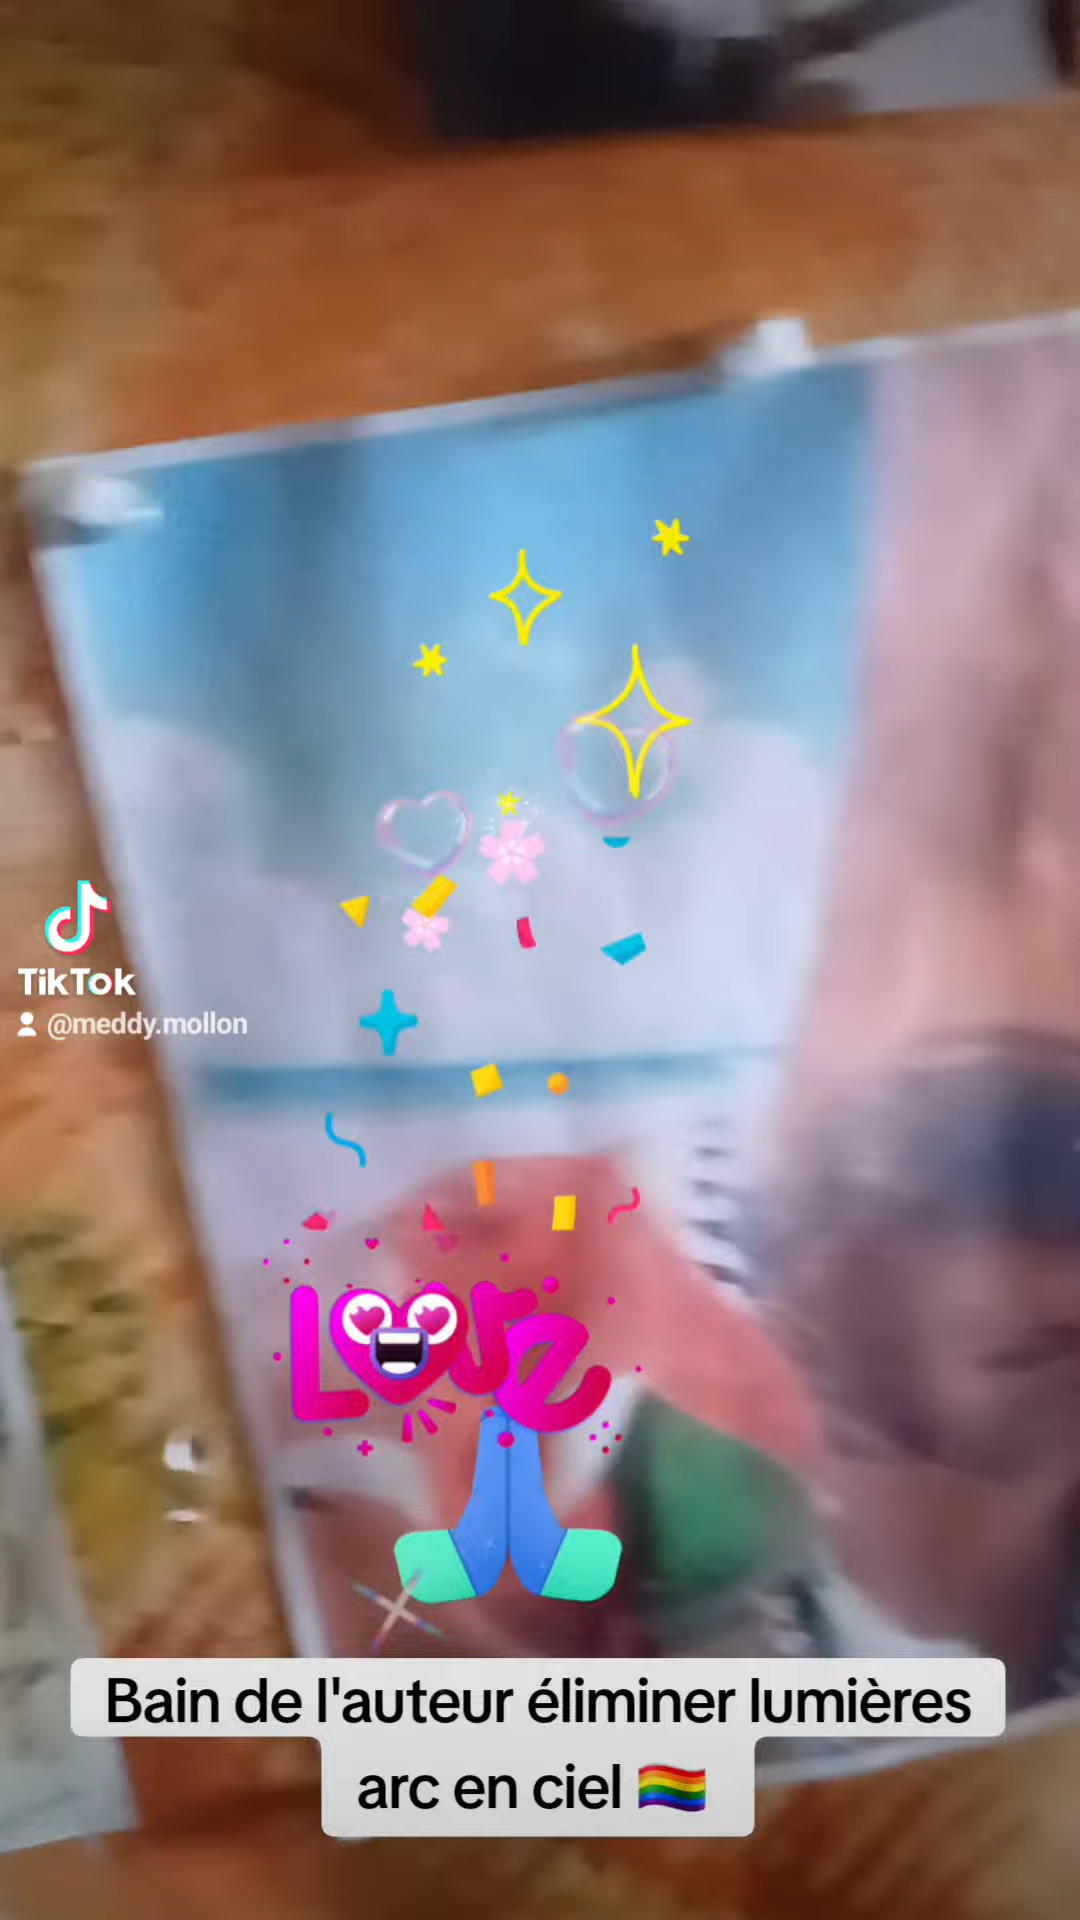 Love
TikTok
@meddy.mollon
Bain de l'auteur éliminer lumières
arc en ciel 🏳️‍🌈